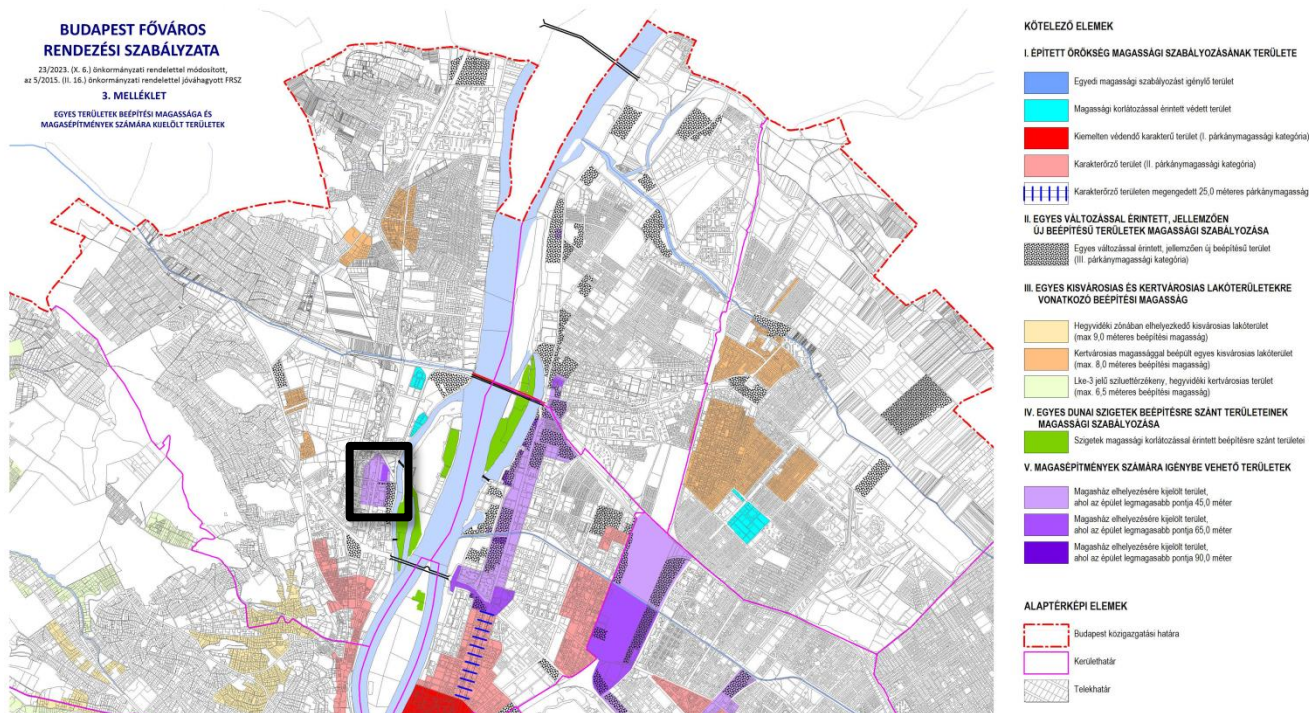 BUDAPEST FŐVÁROS
RENDEZÉSI SZABÁLYZATA
23/2023. (X. 6.) önkormányzati rendelettel módosított,
az 5/2015. (II. 16.) önkormányzati rendelettel jóváhagyott FRSZ
3. MELLÉKLET
EGYES TERÜLETEK BEÉPÍTÉSI MAGASSÁGA ÉS
MAGASÉPÍTMÉNYEK SZÁMÁRA KIJELÖLT TERÜLETEK
KÖTELEZŐ ELEMEK
I. ÉPÍTETT ÖRÖKSÉG MAGASSÁGI SZABÁLYOZÁSÁNAK TERÜLETE
Egyedi magassági szabályozást igénylő terület
Magassági korlátozással érintett védett terület
Kiemelten védendő karakterű terület (I. párkánymagassági kategória)
Karakterőrző terület (II. párkánymagassági kategória)
Karakterőrző területen megengedett 25,0 méteres párkánymagasság
II. EGYES VÁLTOZÁSSAL ÉRINTETT, JELLEMZŐEN
ÚJ BEÉPÍTÉSŰ TERÜLETEK MAGASSÁGI SZABÁLYOZÁSA
Egyes változással érintett, jellemzően új beépítésű terület
(III. párkánymagassági kategória)
III. EGYES KISVÁROSIAS ÉS KERTVÁROSIAS LAKÓTERÜLETEKRE
VONATKOZÓ BEÉPÍTÉSI MAGASSÁG
Hegyvidéki zónában elhelyezkedő kisvárosias lakóterület
(max 9,0 méteres beépítési magasság)
Kertvárosias magassággal beépült egyes kisvárosias lakóterület
(max. 8,0 méteres beépítési magasság)
Lke-3 jelű sziluettérzékeny, hegyvidéki kertvárosias terület
(max. 6,5 méteres beépítési magasság)
IV. EGYES DUNAI SZIGETEK BEÉPÍTÉSRE SZÁNT TERÜLETEINEK
MAGASSÁGI SZABÁLYOZÁSA
Szigetek magassági korlátozással érintett beépítésre szánt területei
V. MAGASÉPÍTMÉNYEK SZÁMÁRA IGÉNYBE VEHETŐ TERÜLETEK
Magasház elhelyezésére kijelölt terület,
ahol az épület legmagasabb pontja 45,0 méter
Magasház elhelyezésére kijelölt terület,
ahol az épület legmagasabb pontja 65,0 méter
Magasház elhelyezésére kijelölt terület,
ahol az épület legmagasabb pontja 90,0 méter
ALAPTÉRKÉPI ELEMEK
Budapest közigazgatási határa
Kerülethatár
Telekhatár